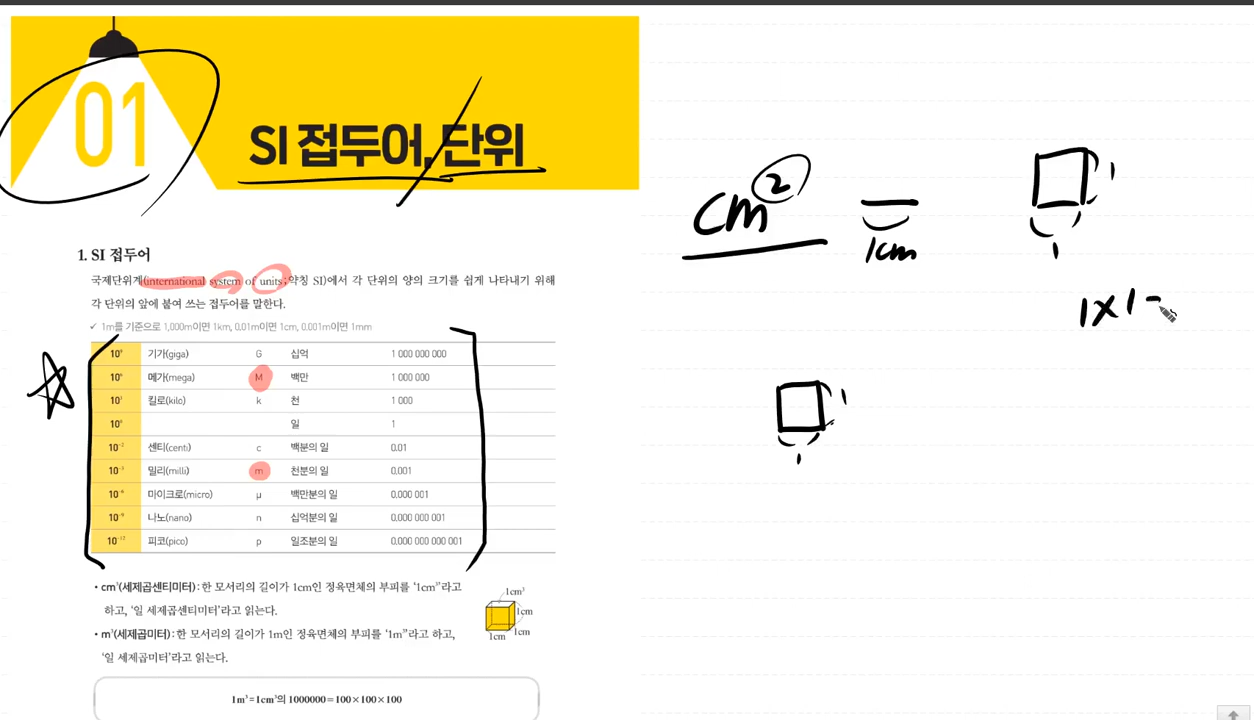 01
SI 접두어, 단위
1. SI 접두어
국제단위계(international system of units; 약칭 SI)에서 각 단위의 양의 크기를 쉽게 나타내기 위해
각 단위의 앞에 붙여 쓰는 접두어를 말한다.
✓ 1m를 기준으로 1,000m이면 1km, 0.01m이면 1cm, 0.001m이면 1mm
10⁹ 기가(giga) G 십억 1 000 000 000
10⁶ 메가(mega) M 백만 1 000 000
10³ 킬로(kilo) k 천 1 000
10⁰ 일 1
10⁻² 센티(centi) c 백분의 일 0.01
10⁻³ 밀리(milli) m 천분의 일 0.001
10⁻⁶ 마이크로(micro) μ 백만분의 일 0.000 001
10⁻⁹ 나노(nano) n 십억분의 일 0.000 000 001
10⁻¹² 피코(pico) p 일조분의 일 0.000 000 000 001
• cm³(세제곱센티미터) : 한 모서리의 길이가 1cm인 정육면체의 부피를 ‘1cm³’라고
하고, ‘일 세제곱센티미터’라고 읽는다.
• m³(세제곱미터) : 한 모서리의 길이가 1m인 정육면체의 부피를 ‘1m³’라고 하고,
‘일 세제곱미터’라고 읽는다.
1cm³
1cm
1cm
1cm
1m³ = 1cm³의 1000000 = 100×100×100
cm²
1cm
1
1
1×1=
1
1